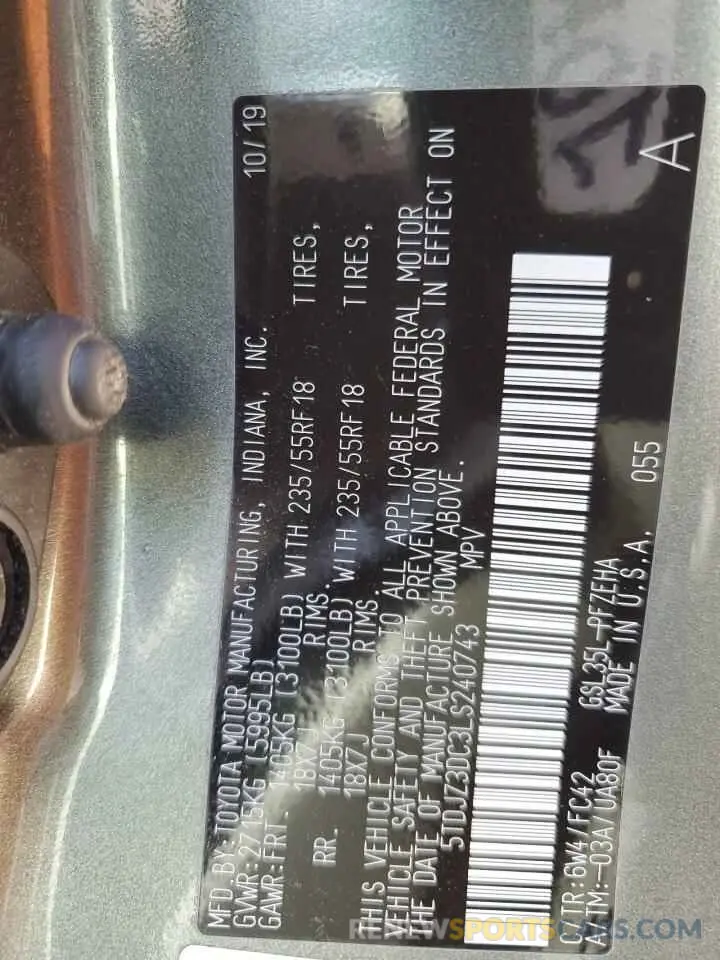 MFD.BY:TOYOTA MOTOR MANUFACTURING, INDIANA, INC. 10/19
GVWR:2715KG (5995LB)
GAWR:FRT. 1405KG (3100LB) WITH 235/55RF18 TIRES,
18X7J RIMS.
RR. 1405KG (3100LB) WITH 235/55RF18 TIRES,
18X7J RIMS.
THIS VEHICLE CONFORMS TO ALL APPLICABLE FEDERAL MOTOR
VEHICLE SAFETY AND THEFT PREVENTION STANDARDS IN EFFECT ON
THE DATE OF MANUFACTURE SHOWN ABOVE.
5TDJZ3DC3LS240743 MPV
C/TR:6W4/FC42 GSL35L-PFZEHA 055
A/TM:-03A/UA80F MADE IN U.S.A. A
RENEWSPORTSCARS.COM